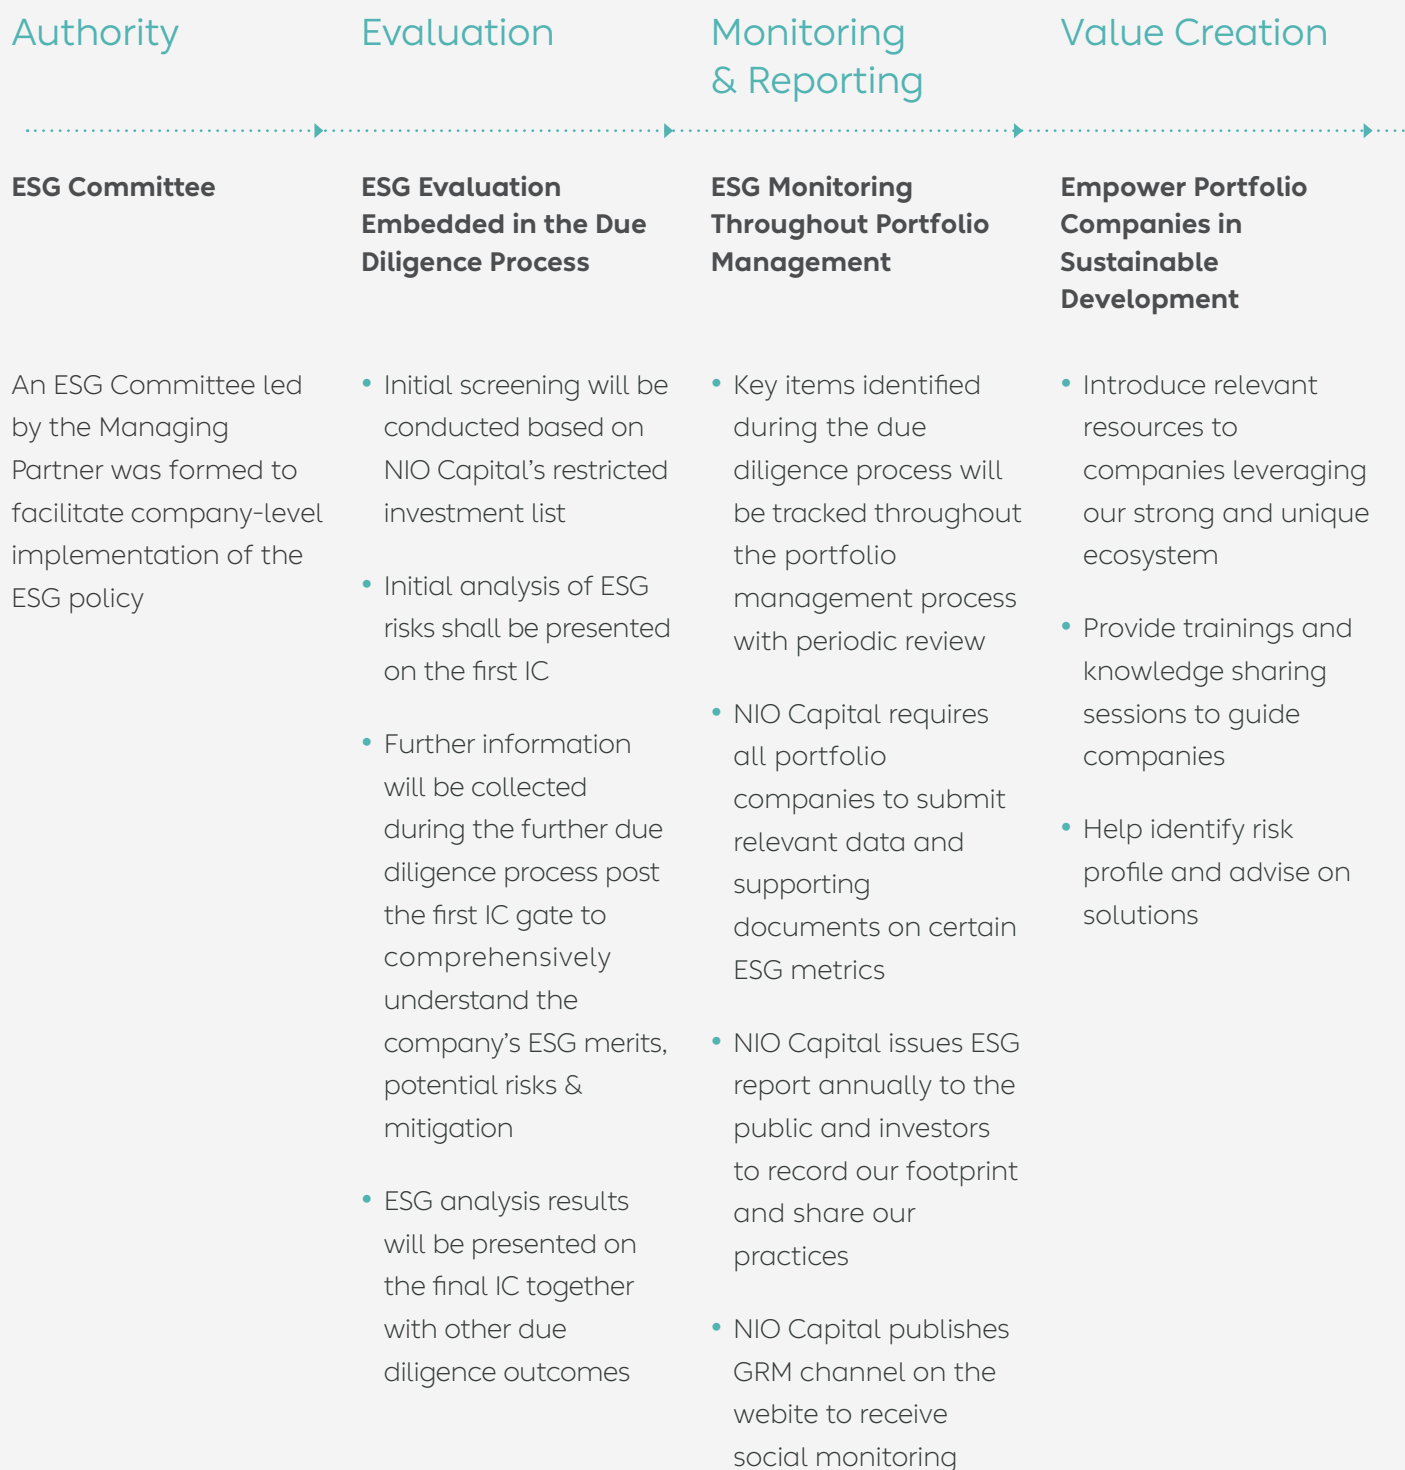 Authority
ESG Committee
An ESG Committee led
by the Managing
Partner was formed to
facilitate company-level
implementation of the
ESG policy
Evaluation
ESG Evaluation
Embedded in the Due
Diligence Process
• Initial screening will be
conducted based on
NIO Capital’s restricted
investment list
• Initial analysis of ESG
risks shall be presented
on the first IC
• Further information
will be collected
during the further due
diligence process post
the first IC gate to
comprehensively
understand the
company’s ESG merits,
potential risks &
mitigation
• ESG analysis results
will be presented on
the final IC together
with other due
diligence outcomes
Monitoring
& Reporting
ESG Monitoring
Throughout Portfolio
Management
• Key items identified
during the due
diligence process will
be tracked throughout
the portfolio
management process
with periodic review
• NIO Capital requires
all portfolio
companies to submit
relevant data and
supporting
documents on certain
ESG metrics
• NIO Capital issues ESG
report annually to the
public and investors
to record our footprint
and share our
practices
• NIO Capital publishes
GRM channel on the
webite to receive
social monitoring
Value Creation
Empower Portfolio
Companies in
Sustainable
Development
• Introduce relevant
resources to
companies leveraging
our strong and unique
ecosystem
• Provide trainings and
knowledge sharing
sessions to guide
companies
• Help identify risk
profile and advise on
solutions